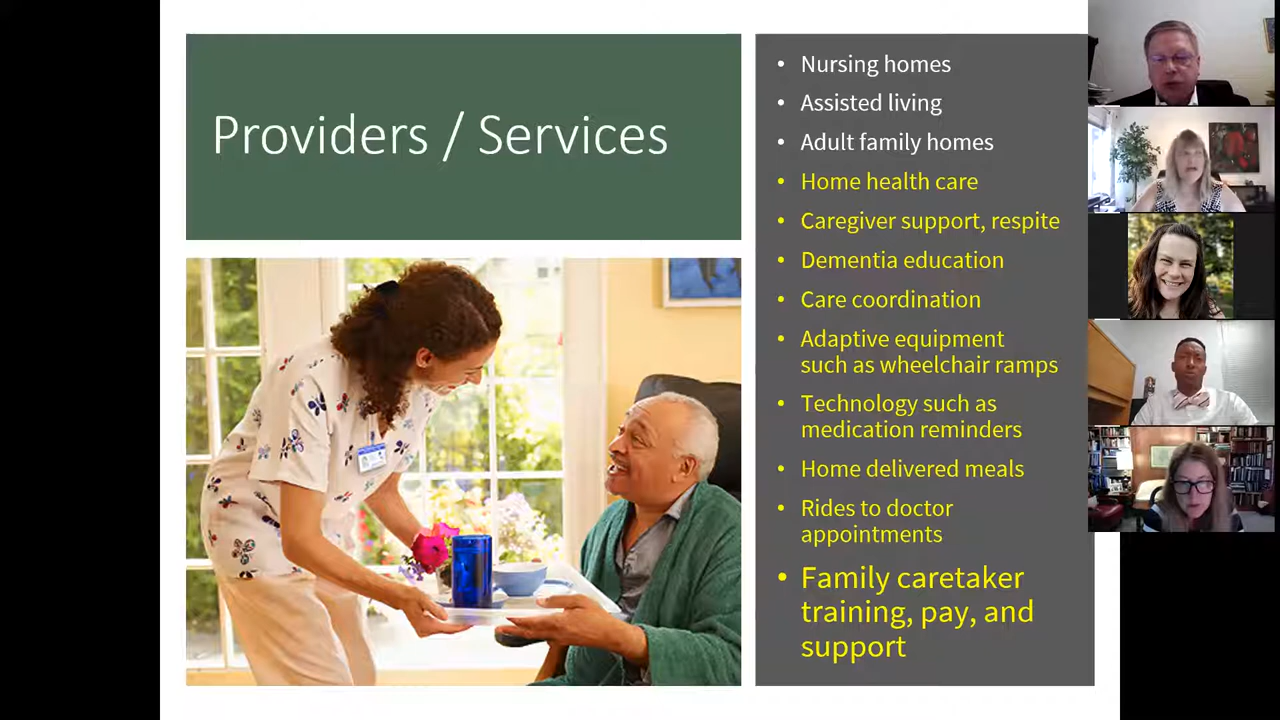 Providers / Services
• Nursing homes
• Assisted living
• Adult family homes
• Home health care
• Caregiver support, respite
• Dementia education
• Care coordination
• Adaptive equipment
such as wheelchair ramps
• Technology such as
medication reminders
• Home delivered meals
• Rides to doctor
appointments
• Family caretaker
training, pay, and
support